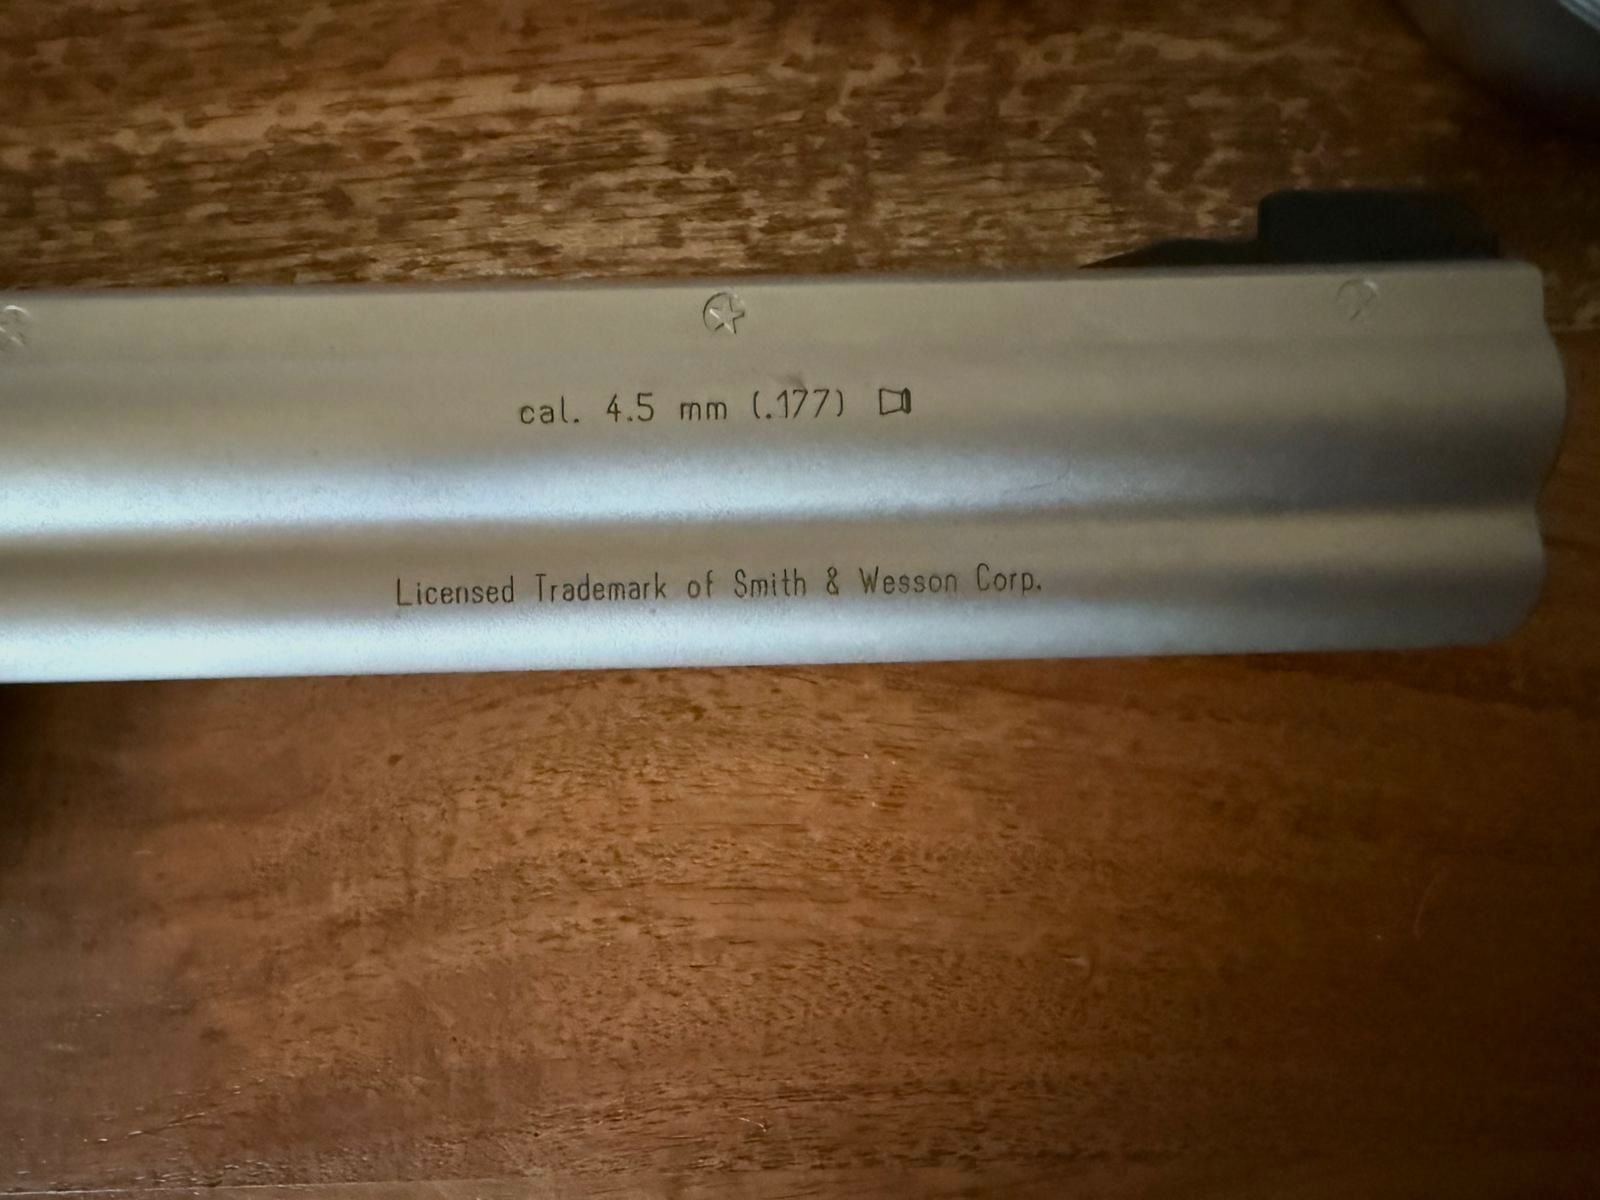 cal. 4.5 mm (.177)
Licensed Trademark of Smith & Wesson Corp.